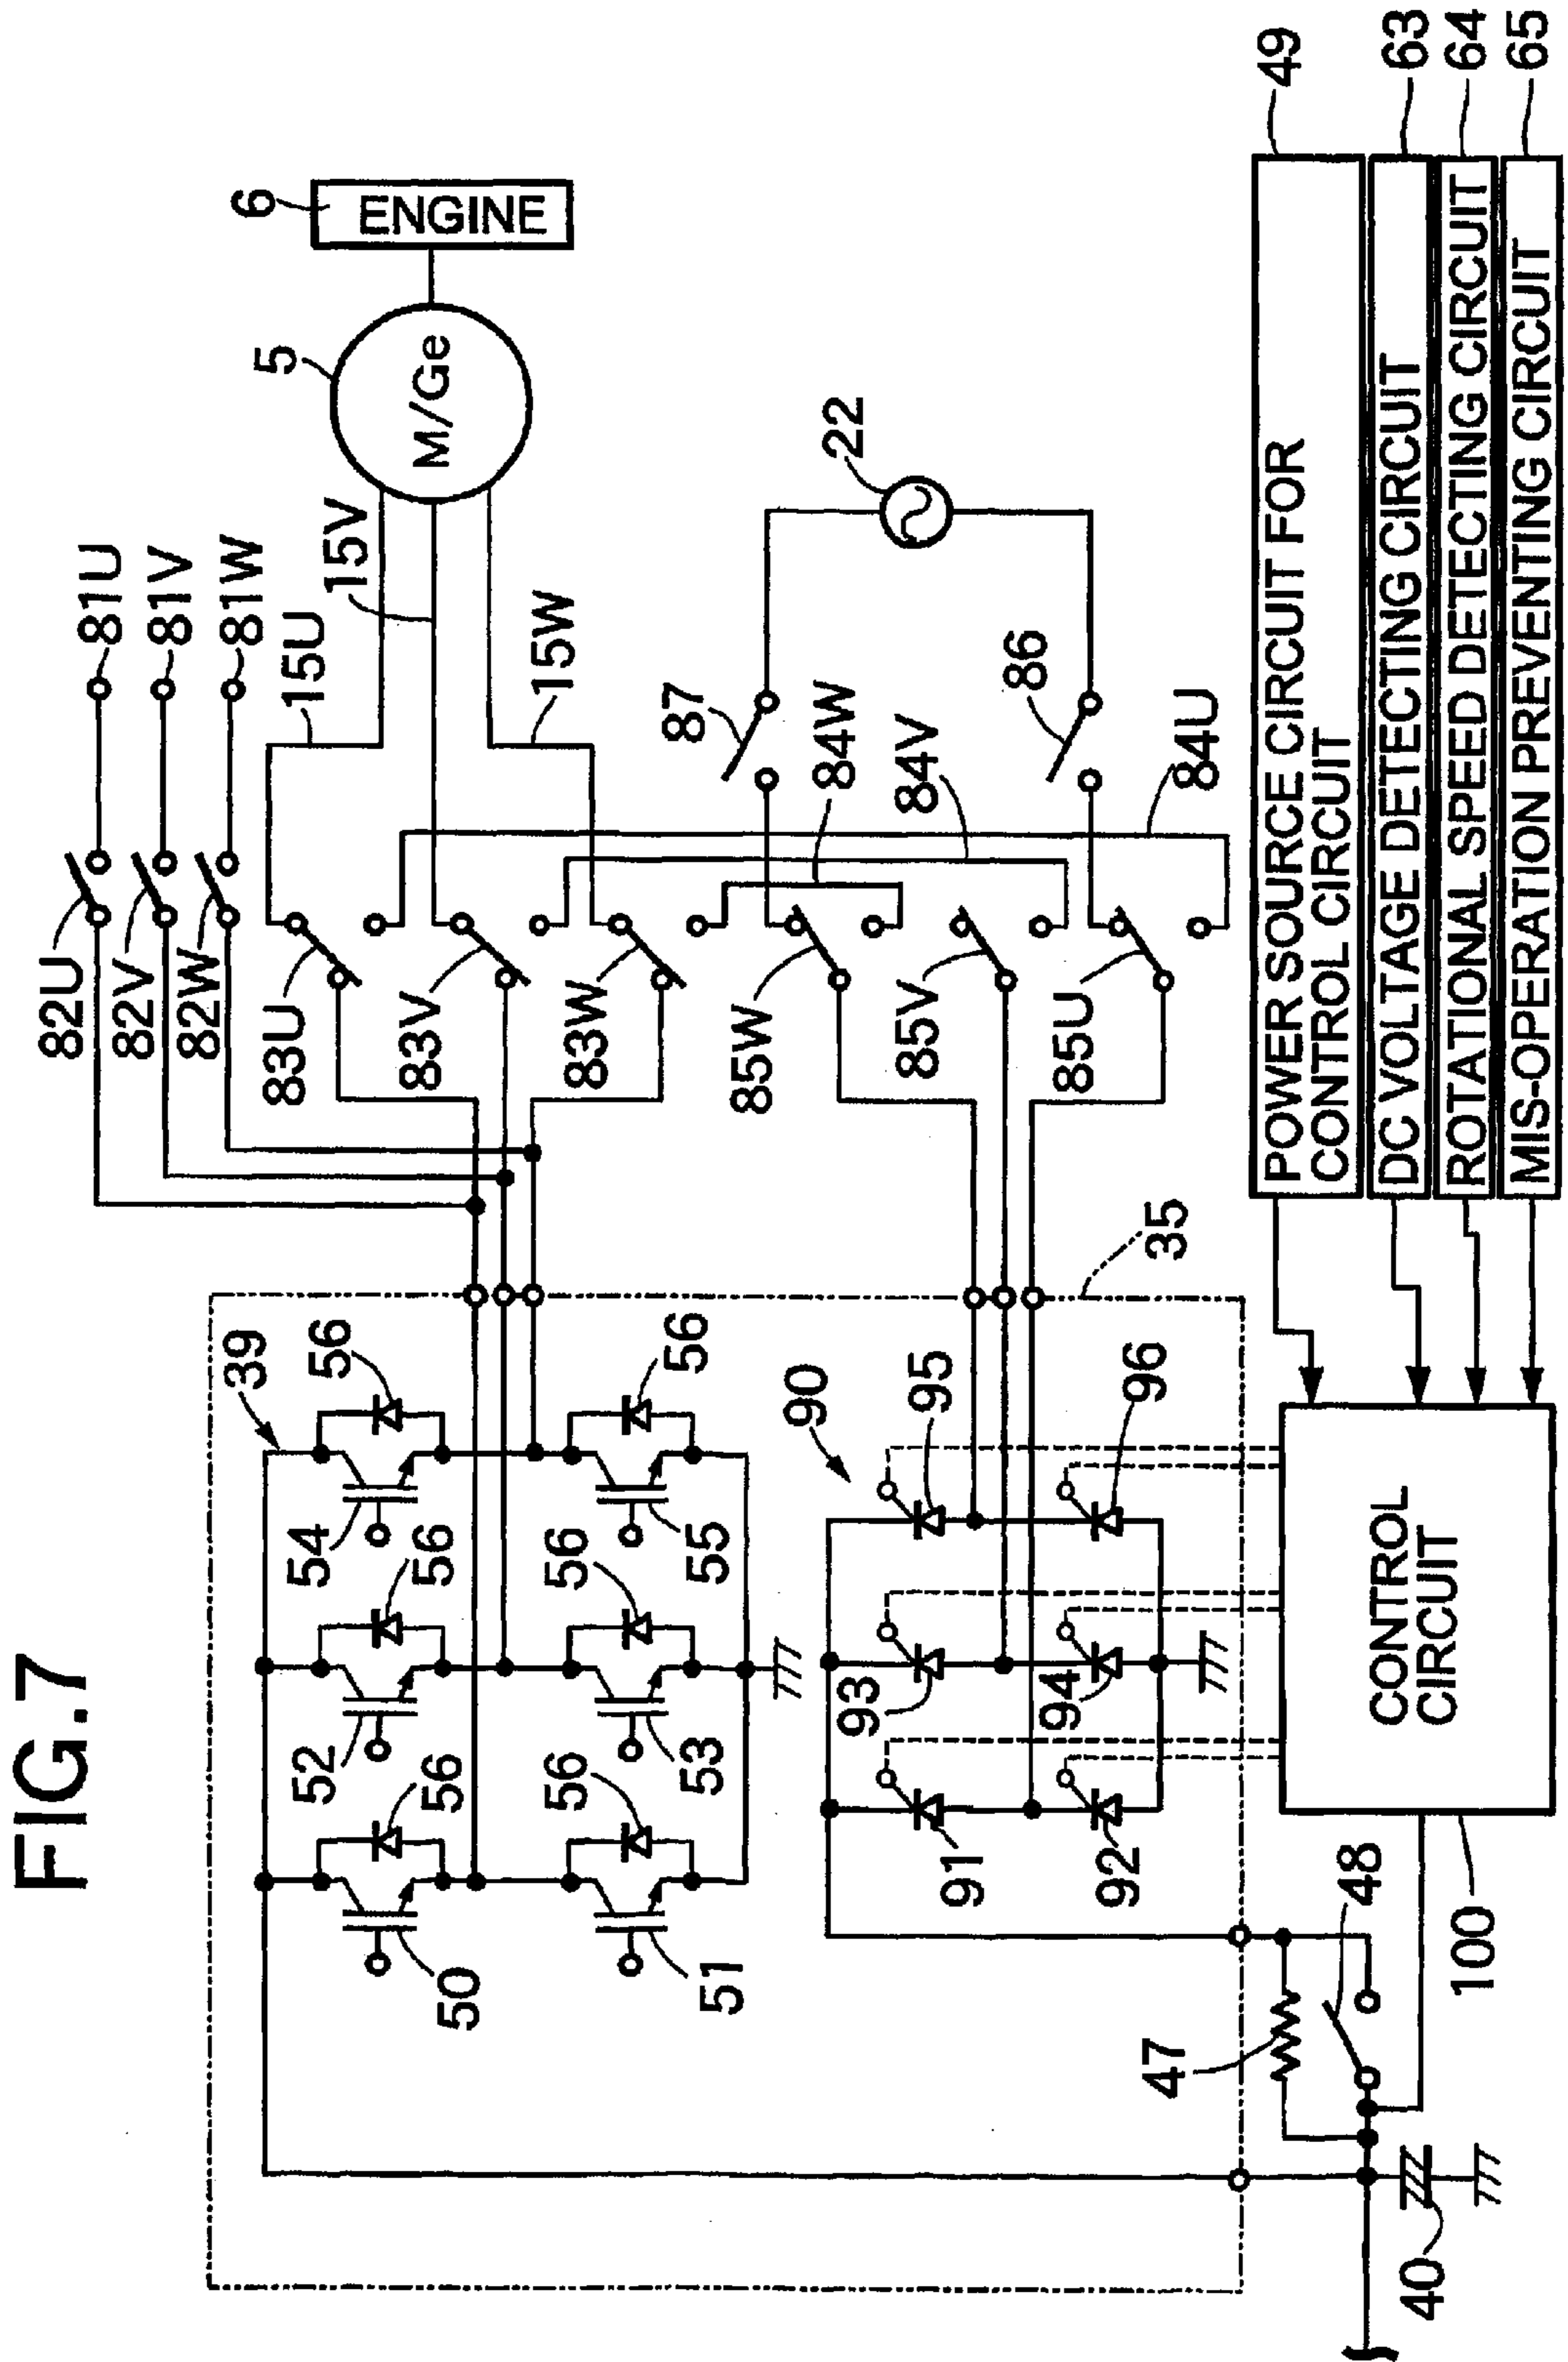 FIG.7
81U
81V
81W
82U
82V
82W
6
ENGINE
5
M/Ge
15U
15V
15W
83U
83V
83W
22
87
86
84W
84V
84U
85W
85V
85U
39
56
56
56
54
52
50
56
56
56
55
53
51
35
90
95
96
93
94
91
92
49
POWER SOURCE CIRCUIT FOR
CONTROL CIRCUIT
63
DC VOLTAGE DETECTING CIRCUIT
64
ROTATIONAL SPEED DETECTING CIRCUIT
65
MIS-OPERATION PREVENTING CIRCUIT
CONTROL
CIRCUIT
100
48
47
40